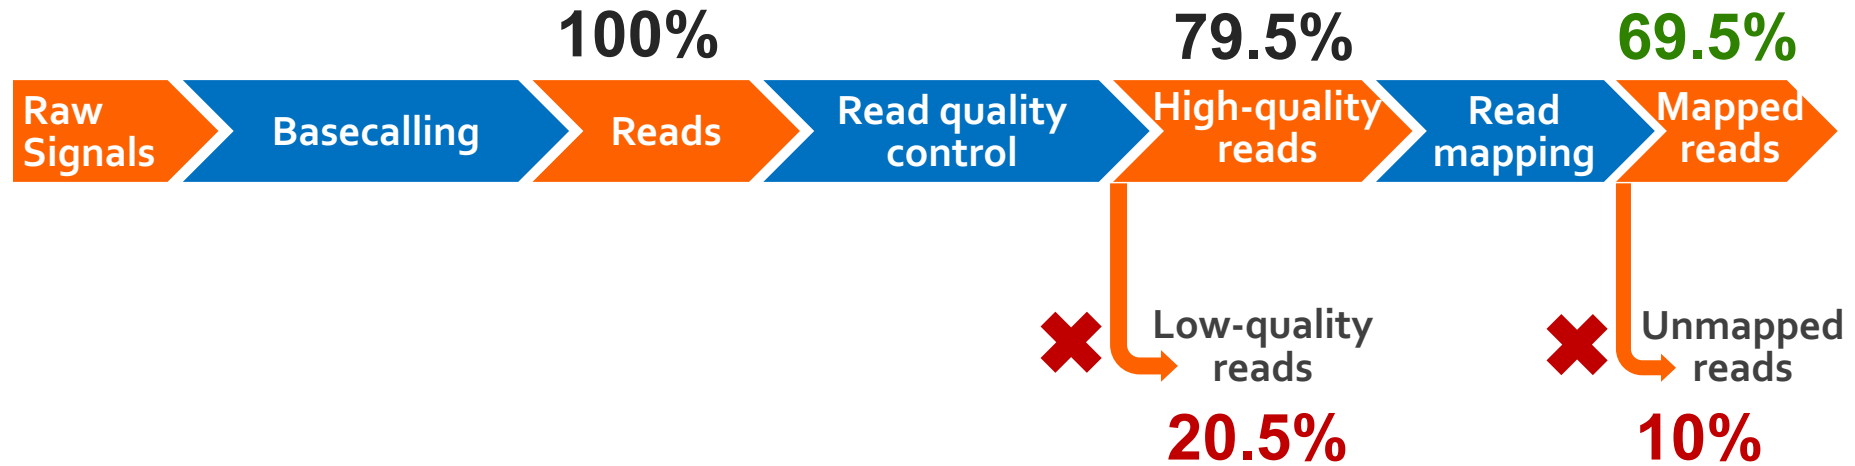 100%
79.5%
69.5%
Raw
Signals
Basecalling
Reads
Read quality
control
High-quality
reads
Read
mapping
Mapped
reads
Low-quality
reads
20.5%
Unmapped
reads
10%